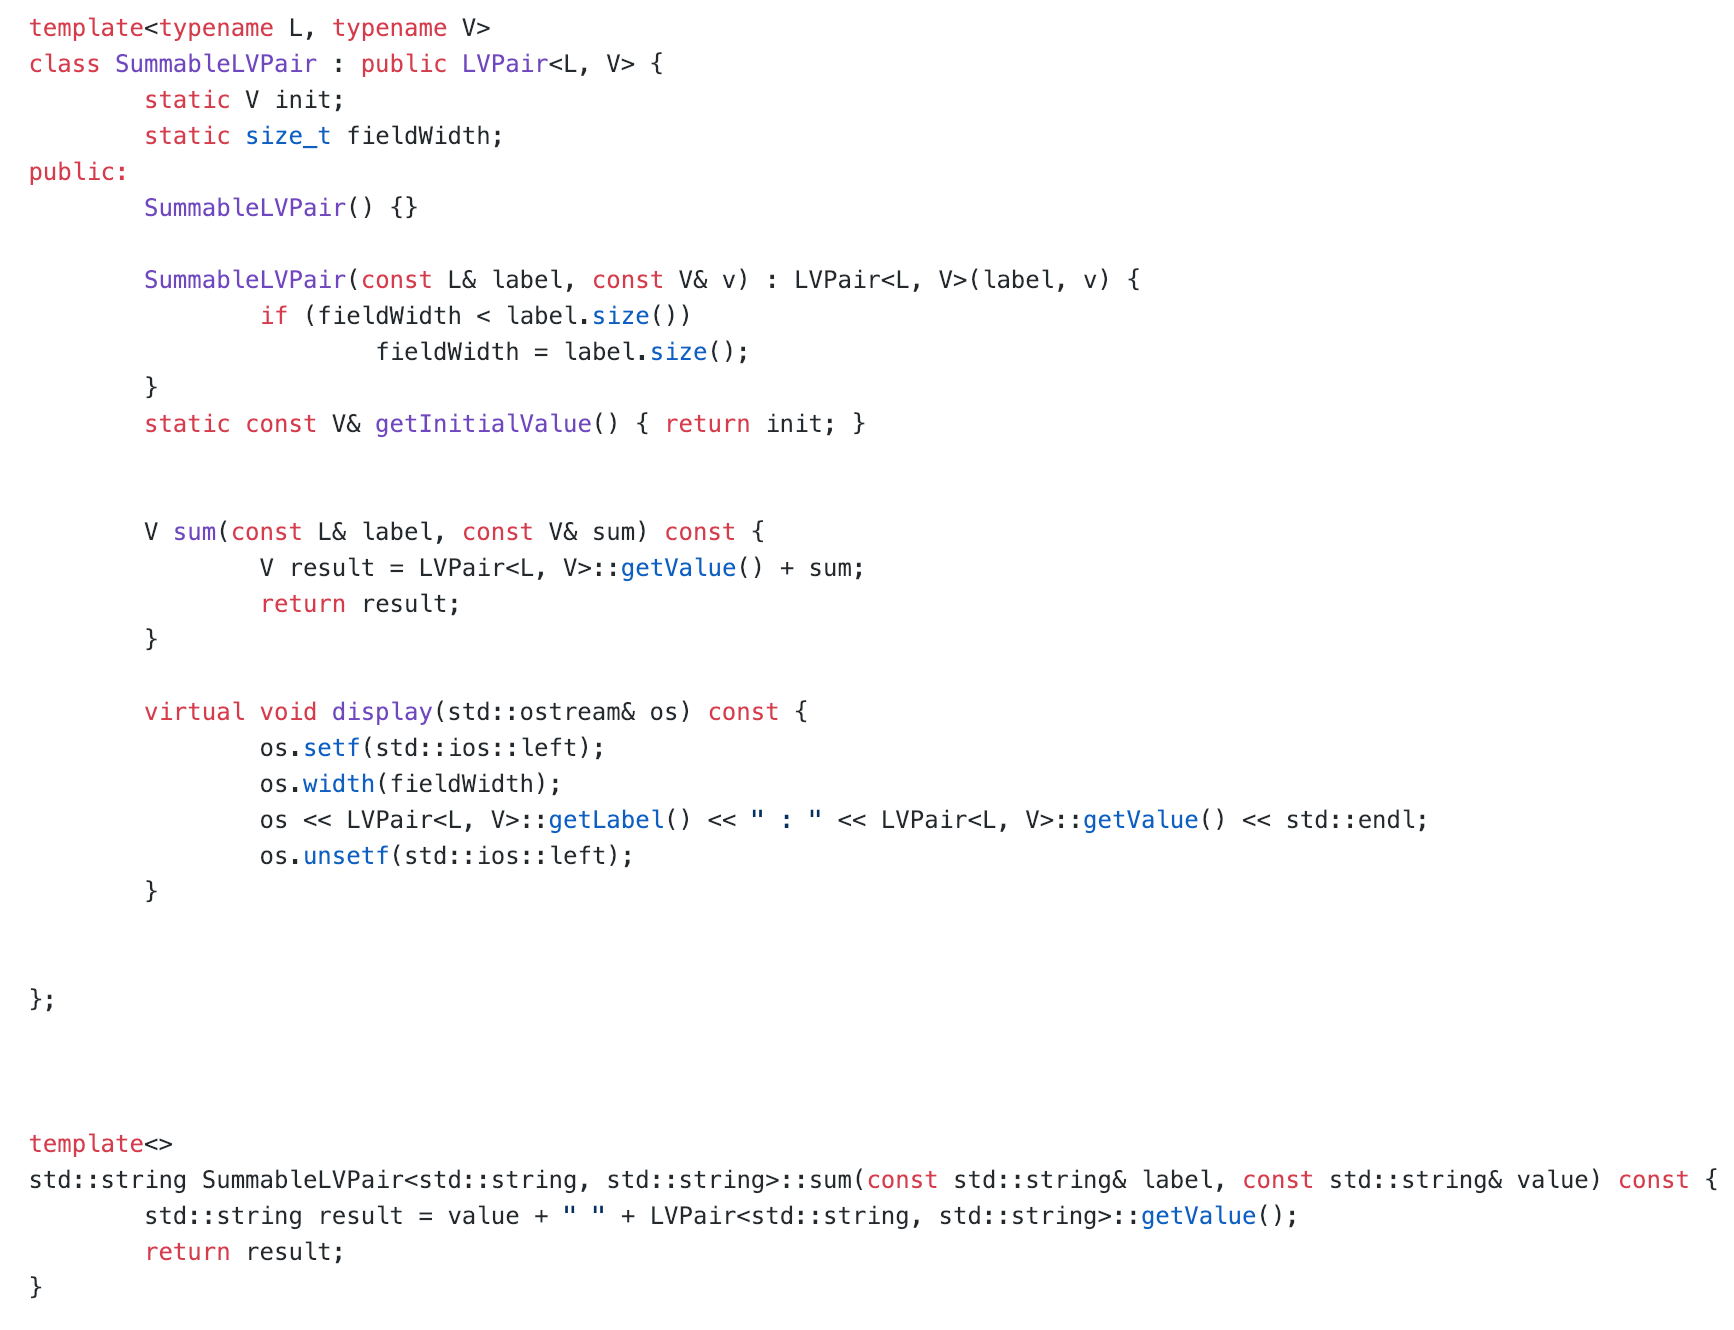 template<typename L, typename V>
class SummableLVPair : public LVPair<L, V> {
        static V init;
        static size_t fieldWidth;
public:
        SummableLVPair() {}

        SummableLVPair(const L& label, const V& v) : LVPair<L, V>(label, v) {
                if (fieldWidth < label.size())
                        fieldWidth = label.size();
        }
        static const V& getInitialValue() { return init; }


        V sum(const L& label, const V& sum) const {
                V result = LVPair<L, V>::getValue() + sum;
                return result;
        }

        virtual void display(std::ostream& os) const {
                os.setf(std::ios::left);
                os.width(fieldWidth);
                os << LVPair<L, V>::getLabel() << " : " << LVPair<L, V>::getValue() << std::endl;
                os.unsetf(std::ios::left);
        }


};



template<>
std::string SummableLVPair<std::string, std::string>::sum(const std::string& label, const std::string& value) const {
        std::string result = value + " " + LVPair<std::string, std::string>::getValue();
        return result;
}